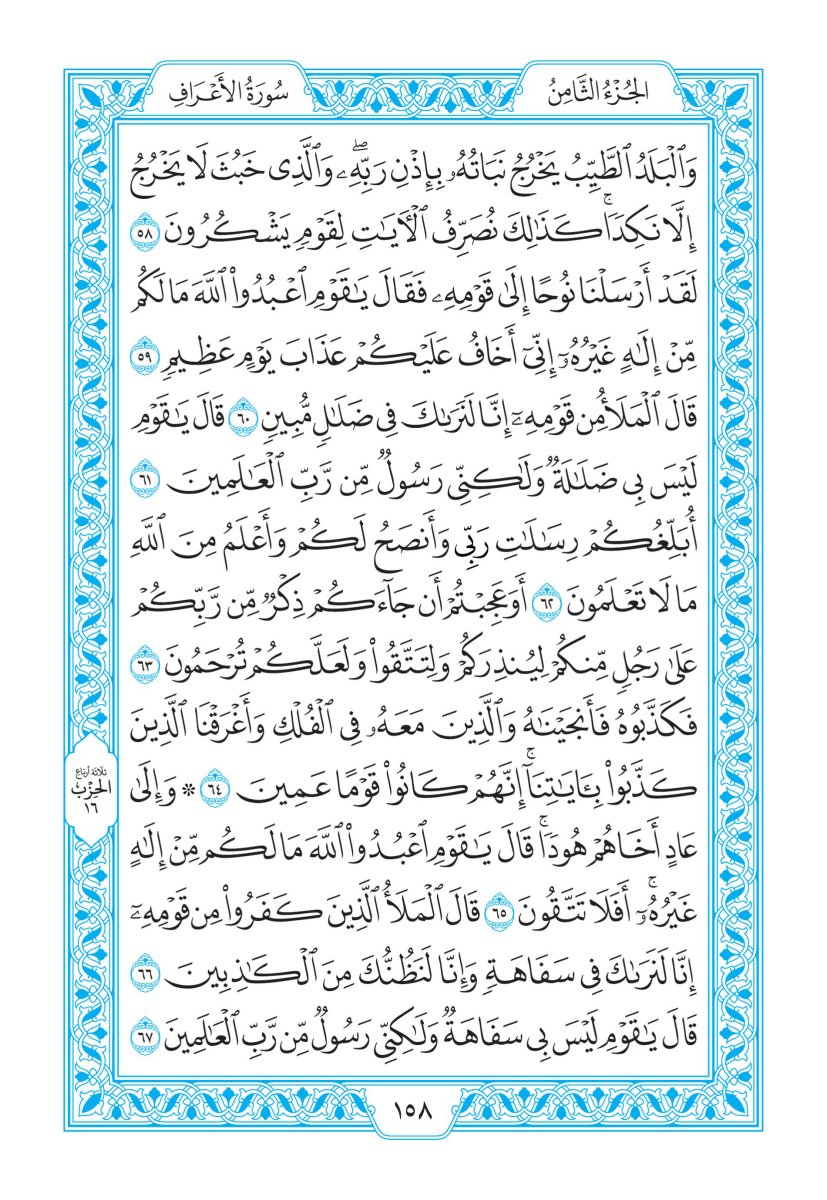 الجُزْءُ الثَّامِنُ
سُورَةُ الأَعْرَافِ
وَٱلْبَلَدُ ٱلطَّيِّبُ يَخْرُجُ نَبَاتُهُۥ بِإِذْنِ رَبِّهِۦۖ وَٱلَّذِى خَبُثَ لَا يَخْرُجُ
إِلَّا نَكِدًاۚ كَذَٰلِكَ نُصَرِّفُ ٱلْءَايَٰتِ لِقَوْمٍ يَشْكُرُونَ ٥٨
لَقَدْ أَرْسَلْنَا نُوحًا إِلَىٰ قَوْمِهِۦ فَقَالَ يَٰقَوْمِ ٱعْبُدُوا۟ ٱللَّهَ مَا لَكُم
مِّنْ إِلَٰهٍ غَيْرُهُۥٓ إِنِّىٓ أَخَافُ عَلَيْكُمْ عَذَابَ يَوْمٍ عَظِيمٍ ٥٩
قَالَ ٱلْمَلَأُ مِن قَوْمِهِۦٓ إِنَّا لَنَرَىٰكَ فِى ضَلَٰلٍ مُّبِينٍ ٦٠ قَالَ يَٰقَوْمِ
لَيْسَ بِى ضَلَٰلَةٌ وَلَٰكِنِّى رَسُولٌ مِّن رَّبِّ ٱلْعَٰلَمِينَ ٦١
أُبَلِّغُكُمْ رِسَٰلَٰتِ رَبِّى وَأَنصَحُ لَكُمْ وَأَعْلَمُ مِنَ ٱللَّهِ
مَا لَا تَعْلَمُونَ ٦٢ أَوَعَجِبْتُمْ أَن جَآءَكُمْ ذِكْرٌ مِّن رَّبِّكُمْ
عَلَىٰ رَجُلٍ مِّنكُمْ لِيُنذِرَكُمْ وَلِتَتَّقُوا۟ وَلَعَلَّكُمْ تُرْحَمُونَ ٦٣
فَكَذَّبُوهُ فَأَنجَيْنَٰهُ وَٱلَّذِينَ مَعَهُۥ فِى ٱلْفُلْكِ وَأَغْرَقْنَا ٱلَّذِينَ
كَذَّبُوا۟ بِـَٔايَٰتِنَآۚ إِنَّهُمْ كَانُوا۟ قَوْمًا عَمِينَ ٦٤ * وَإِلَىٰ
عَادٍ أَخَاهُمْ هُودًاۚ قَالَ يَٰقَوْمِ ٱعْبُدُوا۟ ٱللَّهَ مَا لَكُم مِّنْ إِلَٰهٍ
غَيْرُهُۥٓۚ أَفَلَا تَتَّقُونَ ٦٥ قَالَ ٱلْمَلَأُ ٱلَّذِينَ كَفَرُوا۟ مِن قَوْمِهِۦٓ
إِنَّا لَنَرَىٰكَ فِى سَفَاهَةٍ وَإِنَّا لَنَظُنُّكَ مِنَ ٱلْكَٰذِبِينَ ٦٦
قَالَ يَٰقَوْمِ لَيْسَ بِى سَفَاهَةٌ وَلَٰكِنِّى رَسُولٌ مِّن رَّبِّ ٱلْعَٰلَمِينَ ٦٧
ثلاثة أرباع
الحِزْب
١٦
١٥٨